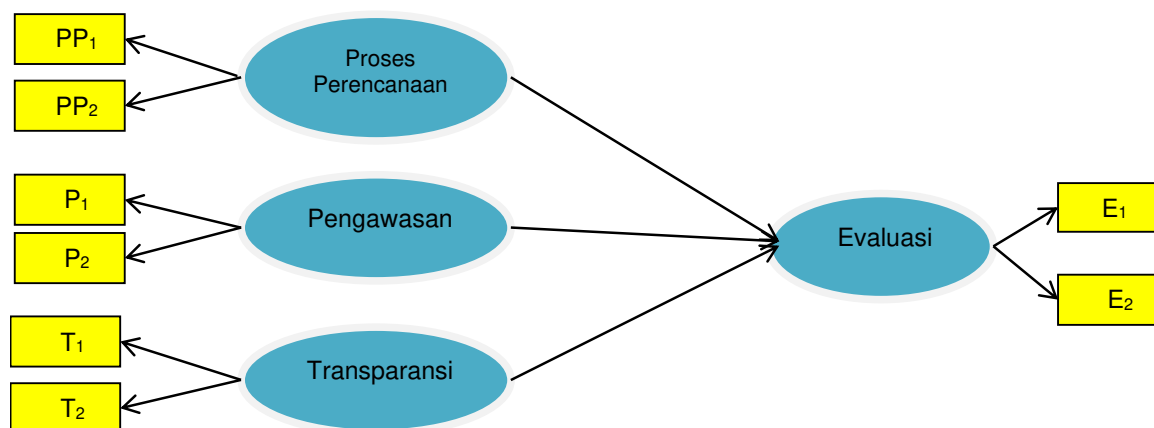 PP₁
PP₂
Proses
Perencanaan
P₁
P₂
Pengawasan
T₁
T₂
Transparansi
Evaluasi
E₁
E₂